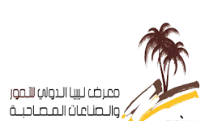 معرض ليبيا الدولي للتمور
والصناعات المصاحبة